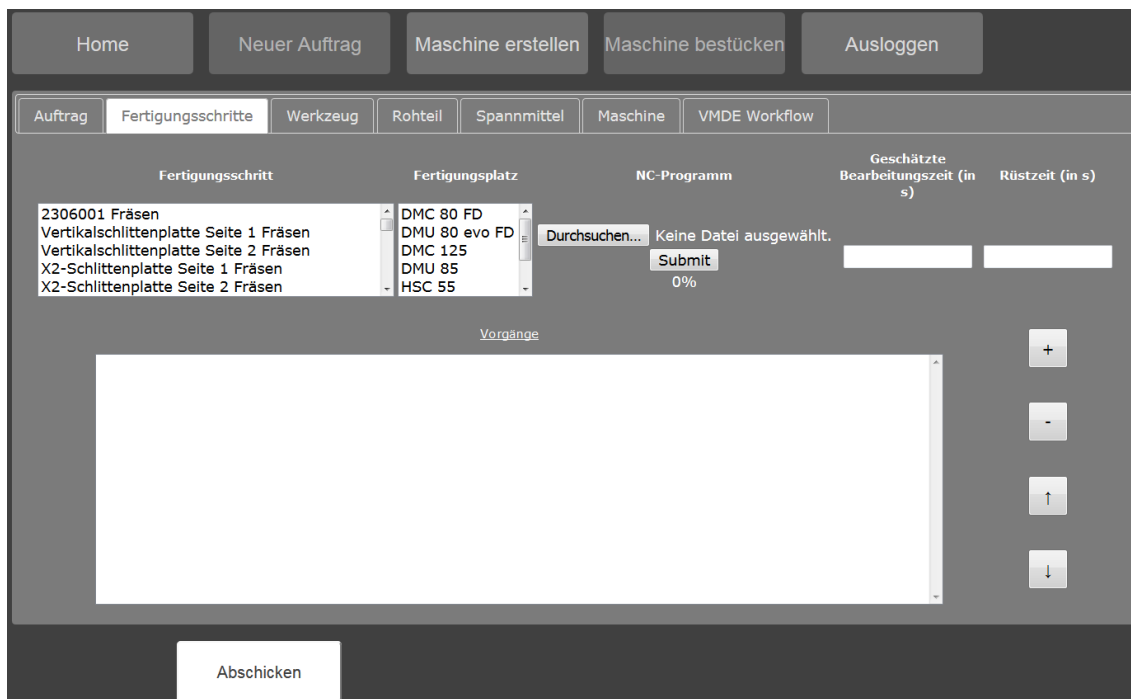 Home
Neuer Auftrag
Maschine erstellen
Maschine bestücken
Ausloggen
Auftrag
Fertigungsschritte
Werkzeug
Rohteil
Spannmittel
Maschine
VMDE Workflow
Fertigungsschritt
Fertigungsplatz
NC-Programm
Geschätzte
Bearbeitungszeit (in
s)
Rüstzeit (in s)
2306001 Fräsen
Vertikalschlittenplatte Seite 1 Fräsen
Vertikalschlittenplatte Seite 2 Fräsen
X2-Schlittenplatte Seite 1 Fräsen
X2-Schlittenplatte Seite 2 Fräsen
DMC 80 FD
DMU 80 evo FD
DMC 125
DMU 85
HSC 55
Durchsuchen... Keine Datei ausgewählt.
Submit
0%
Vorgänge
+
-
↑
↓
Abschicken